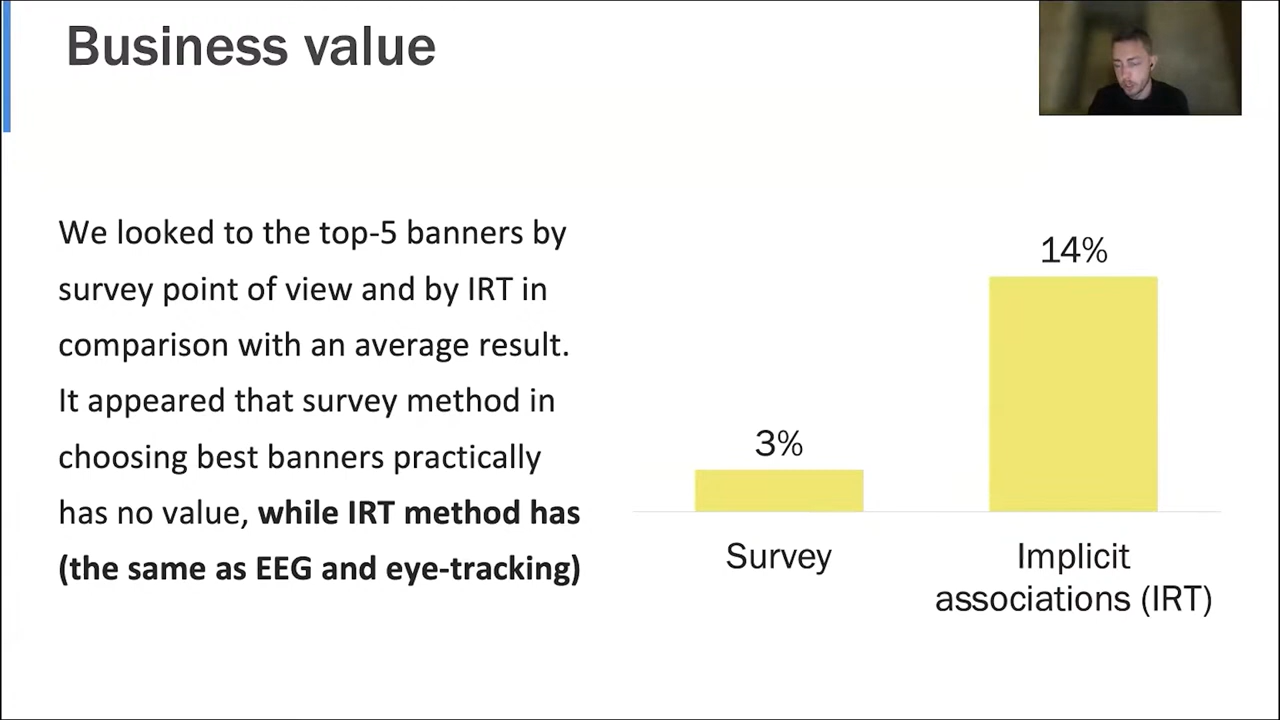 Business value
We looked to the top-5 banners by
survey point of view and by IRT in
comparison with an average result.
It appeared that survey method in
choosing best banners practically
has no value, while IRT method has
(the same as EEG and eye-tracking)
14%
3%
Survey
Implicit
associations (IRT)